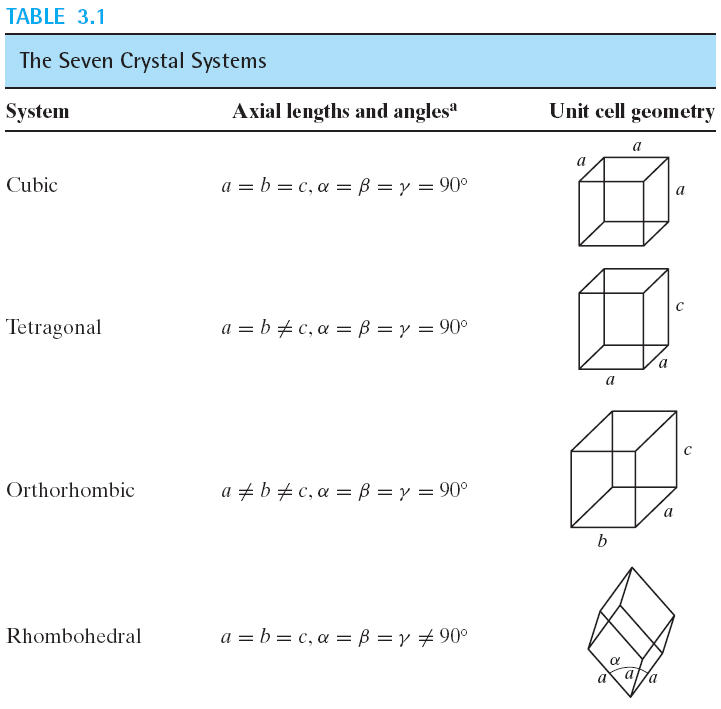 TABLE 3.1
The Seven Crystal Systems
System Axial lengths and anglesᵃ Unit cell geometry
Cubic a = b = c, α = β = γ = 90°
a
a
a
Tetragonal a = b ≠ c, α = β = γ = 90°
c
a
a
Orthorhombic a ≠ b ≠ c, α = β = γ = 90°
c
a
b
Rhombohedral a = b = c, α = β = γ ≠ 90°
α
a a a